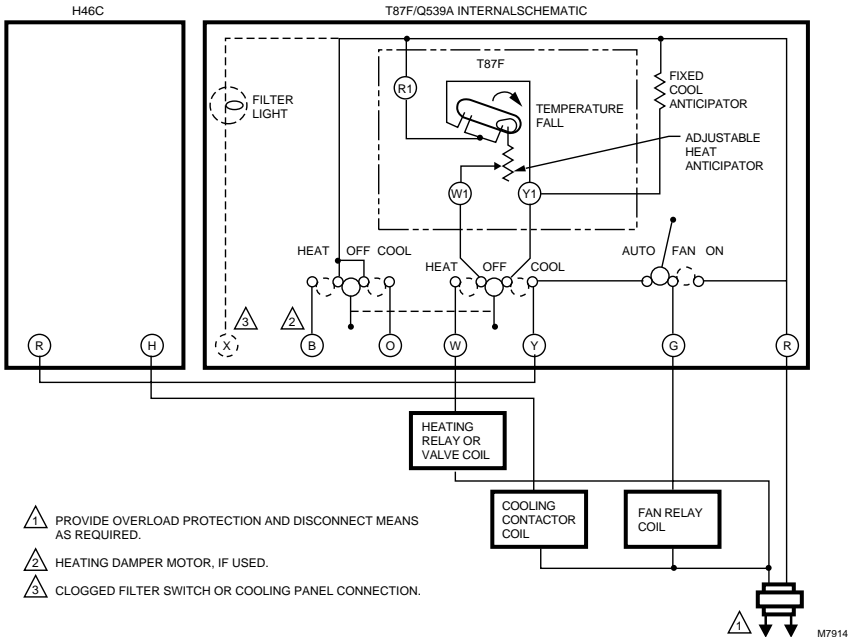 H46C
T87F/Q539A INTERNALSCHEMATIC
T87F
R1
FILTER
LIGHT
TEMPERATURE
FALL
FIXED
COOL
ANTICIPATOR
ADJUSTABLE
HEAT
ANTICIPATOR
W1
Y1
HEAT OFF COOL
HEAT OFF COOL
AUTO FAN ON
3
2
R
H
X
B
O
W
Y
G
R
HEATING
RELAY OR
VALVE COIL
COOLING
CONTACTOR
COIL
FAN RELAY
COIL
1 PROVIDE OVERLOAD PROTECTION AND DISCONNECT MEANS
AS REQUIRED.
2 HEATING DAMPER MOTOR, IF USED.
3 CLOGGED FILTER SWITCH OR COOLING PANEL CONNECTION.
1
M7914